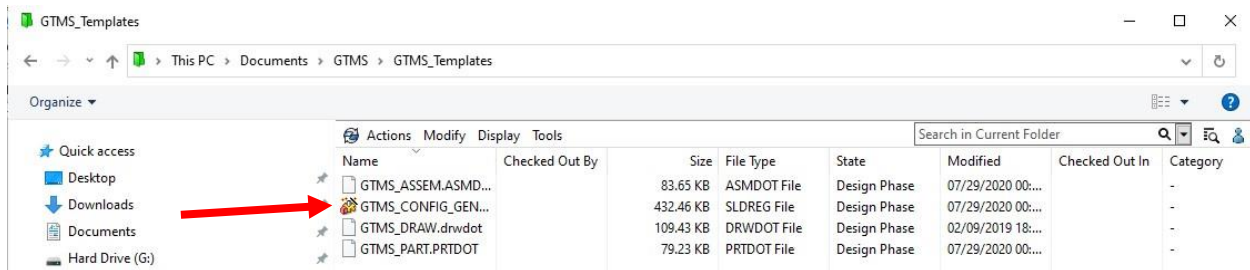 GTMS_Templates
This PC > Documents > GTMS > GTMS_Templates
Organize
Actions Modify Display Tools Search in Current Folder
Quick access
Name Checked Out By Size File Type State Modified Checked Out In Category
Desktop
GTMS_ASSEM.ASMD... 83.65 KB ASMDOT File Design Phase 07/29/2020 00:... -
Downloads
GTMS_CONFIG_GEN... 432.46 KB SLDREG File Design Phase 07/29/2020 00:... -
Documents
GTMS_DRAW.drwdot 109.43 KB DRWDOT File Design Phase 02/09/2019 18:... -
Hard Drive (G:)
GTMS_PART.PRTDOT 79.23 KB PRTDOT File Design Phase 07/29/2020 00:... -